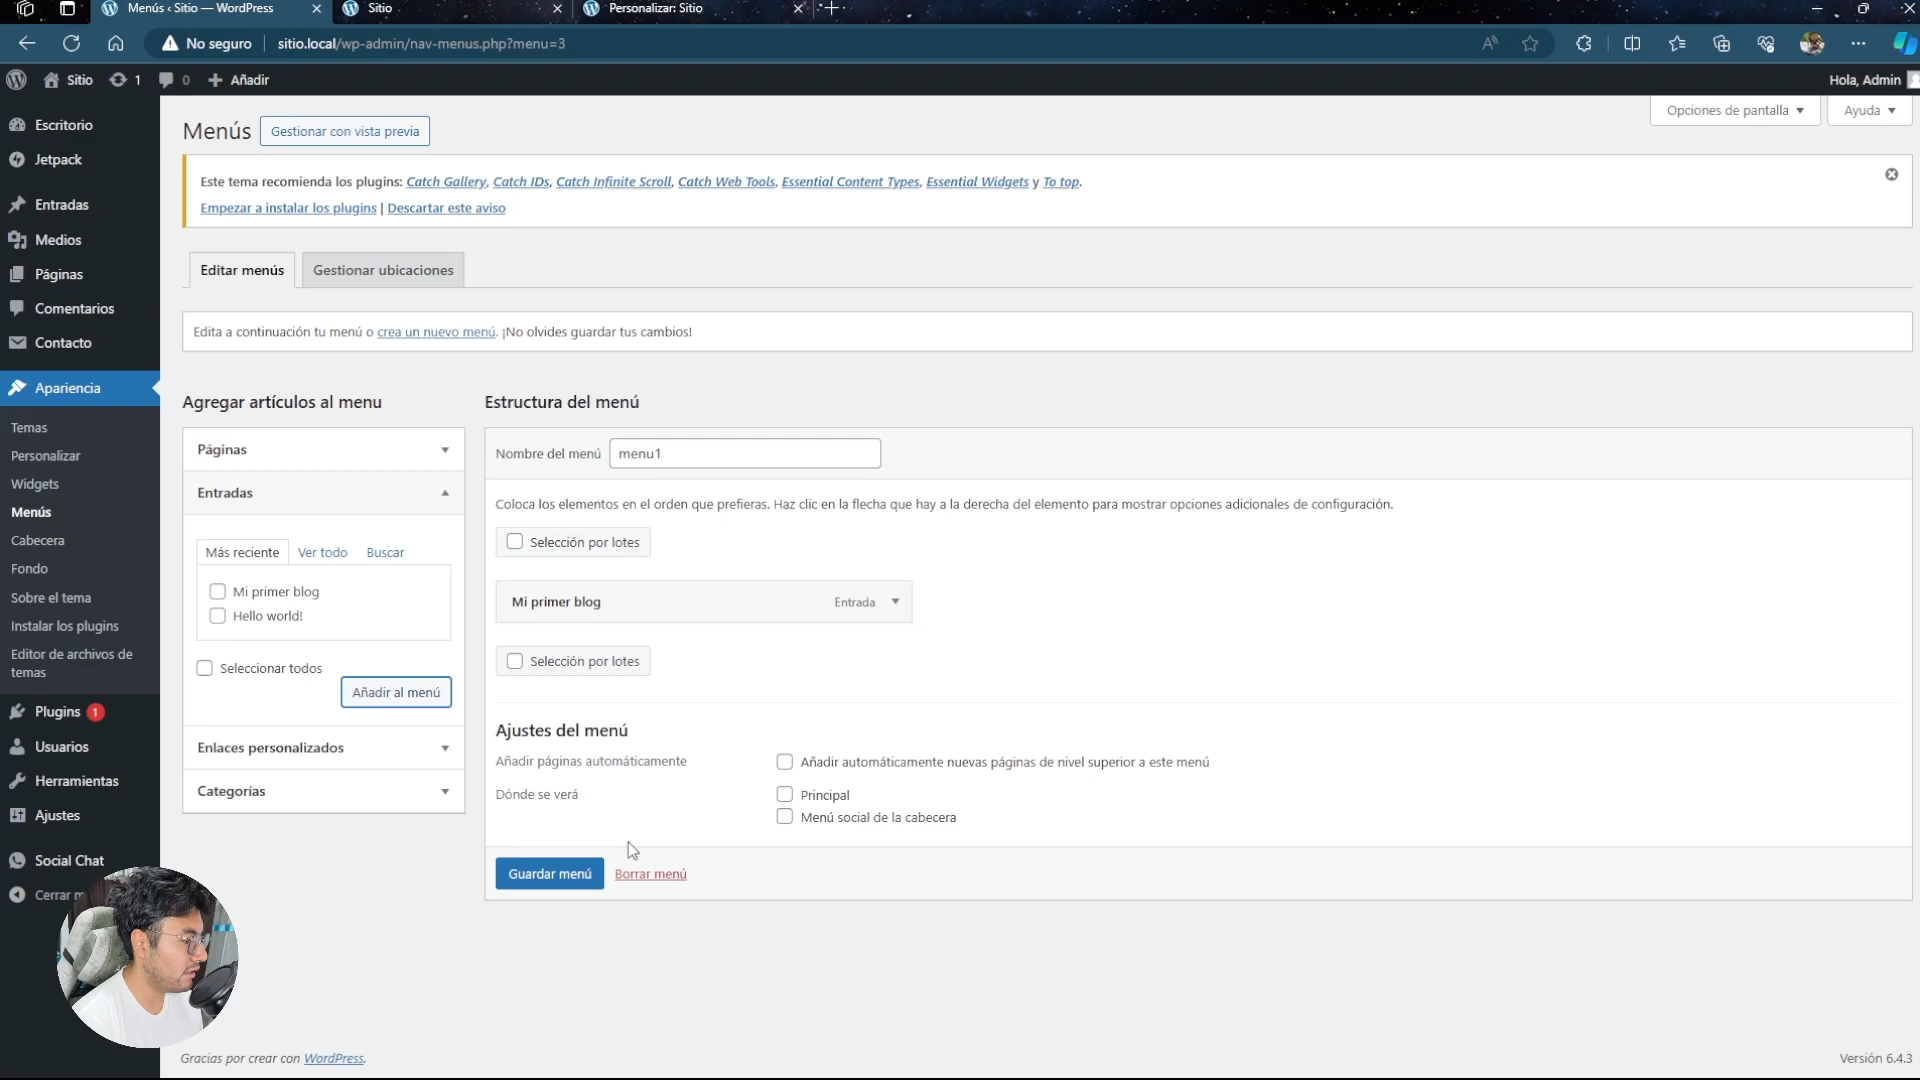 Menús ‹ Sitio — WordPress
Sitio
Personalizar: Sitio
No seguro
sitio.local/wp-admin/nav-menus.php?menu=3
Sitio
1
0
Añadir
Hola, Admin
Opciones de pantalla
Ayuda
Escritorio
Jetpack
Entradas
Medios
Páginas
Comentarios
Contacto
Apariencia
Temas
Personalizar
Widgets
Menús
Cabecera
Fondo
Sobre el tema
Instalar los plugins
Editor de archivos de
temas
Plugins 1
Usuarios
Herramientas
Ajustes
Social Chat
Cerrar
Menús
Gestionar con vista previa
Este tema recomienda los plugins: Catch Gallery, Catch IDs, Catch Infinite Scroll, Catch Web Tools, Essential Content Types, Essential Widgets y To top.
Empezar a instalar los plugins | Descartar este aviso
Editar menús
Gestionar ubicaciones
Edita a continuación tu menú o crea un nuevo menú. ¡No olvides guardar tus cambios!
Agregar artículos al menu
Páginas
Entradas
Más reciente
Ver todo
Buscar
Mi primer blog
Hello world!
Seleccionar todos
Añadir al menú
Enlaces personalizados
Categorías
Estructura del menú
Nombre del menú
menu1
Coloca los elementos en el orden que prefieras. Haz clic en la flecha que hay a la derecha del elemento para mostrar opciones adicionales de configuración.
Selección por lotes
Mi primer blog
Entrada
Selección por lotes
Ajustes del menú
Añadir páginas automáticamente
Añadir automáticamente nuevas páginas de nivel superior a este menú
Dónde se verá
Principal
Menú social de la cabecera
Guardar menú
Borrar menú
Gracias por crear con WordPress.
Versión 6.4.3